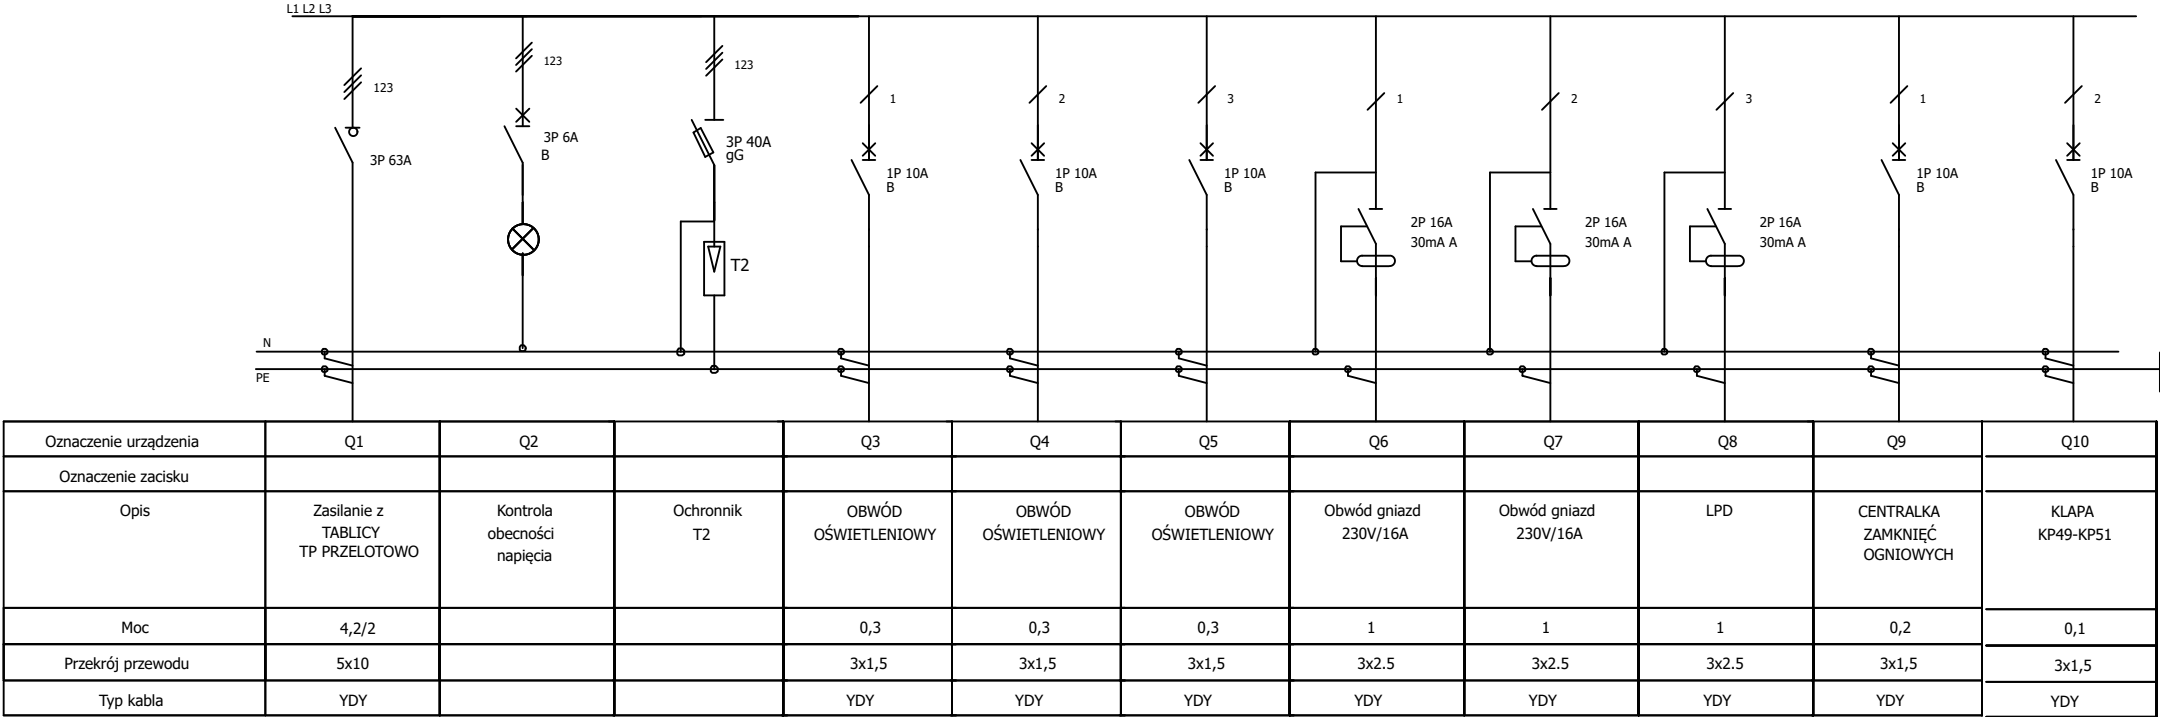 L1 L2 L3
123
123
123
1
2
3
1
2
3
1
2
3P 63A
3P 6A
B
3P 40A
gG
1P 10A
B
1P 10A
B
1P 10A
B
2P 16A
30mA A
2P 16A
30mA A
2P 16A
30mA A
1P 10A
B
1P 10A
B
T2
N
PE
Oznaczenie urządzenia Q1 Q2 Q3 Q4 Q5 Q6 Q7 Q8 Q9 Q10
Oznaczenie zacisku
Opis
Zasilanie z
TABLICY
TP PRZELOTOWO
Kontrola
obecności
napięcia
Ochronnik
T2
OBWÓD
OŚWIETLENIOWY
OBWÓD
OŚWIETLENIOWY
OBWÓD
OŚWIETLENIOWY
Obwód gniazd
230V/16A
Obwód gniazd
230V/16A
LPD
CENTRALKA
ZAMKNIĘĆ
OGNIOWYCH
KLAPA
KP49-KP51
Moc 4,2/2 0,3 0,3 0,3 1 1 1 0,2 0,1
Przekrój przewodu 5x10 3x1,5 3x1,5 3x1,5 3x2.5 3x2.5 3x2.5 3x1,5 3x1,5
Typ kabla YDY YDY YDY YDY YDY YDY YDY YDY YDY